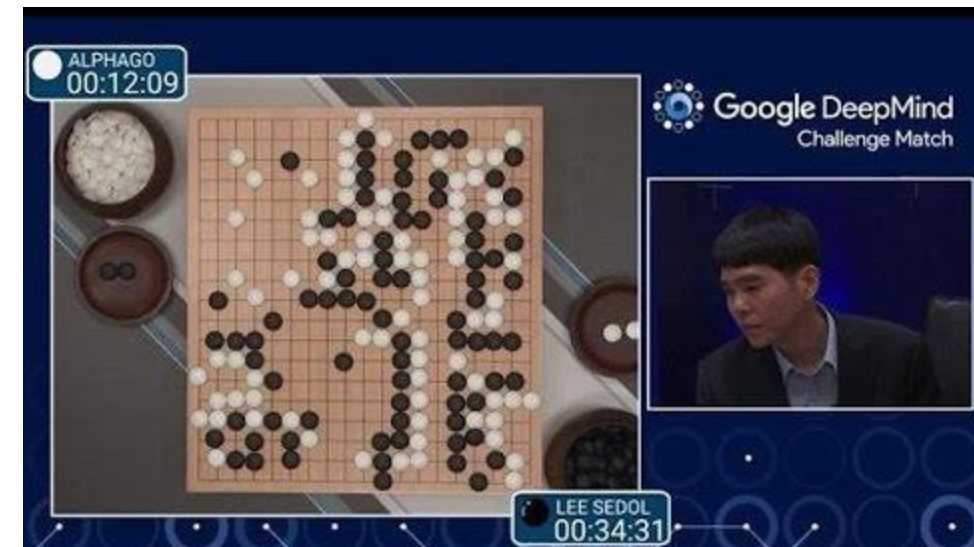 ALPHAGO
00:12:09
Google DeepMind
Challenge Match
LEE SEDOL
00:34:31